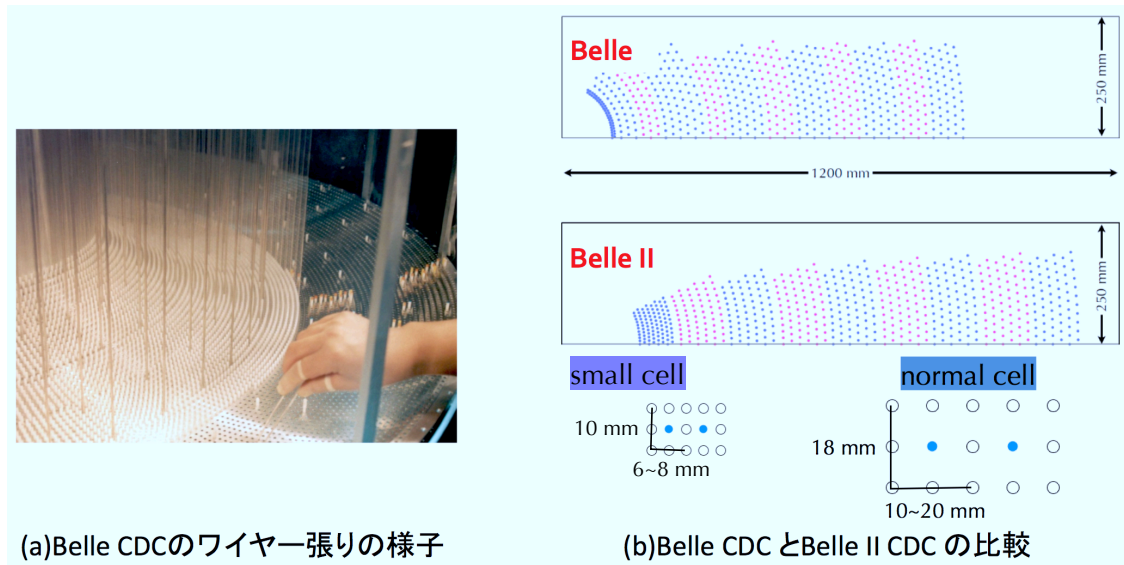 Belle
250 mm
1200 mm
Belle II
250 mm
small cell
normal cell
10 mm
6~8 mm
18 mm
10~20 mm
(a)Belle CDCのワイヤー張りの様子
(b)Belle CDC とBelle II CDC の比較